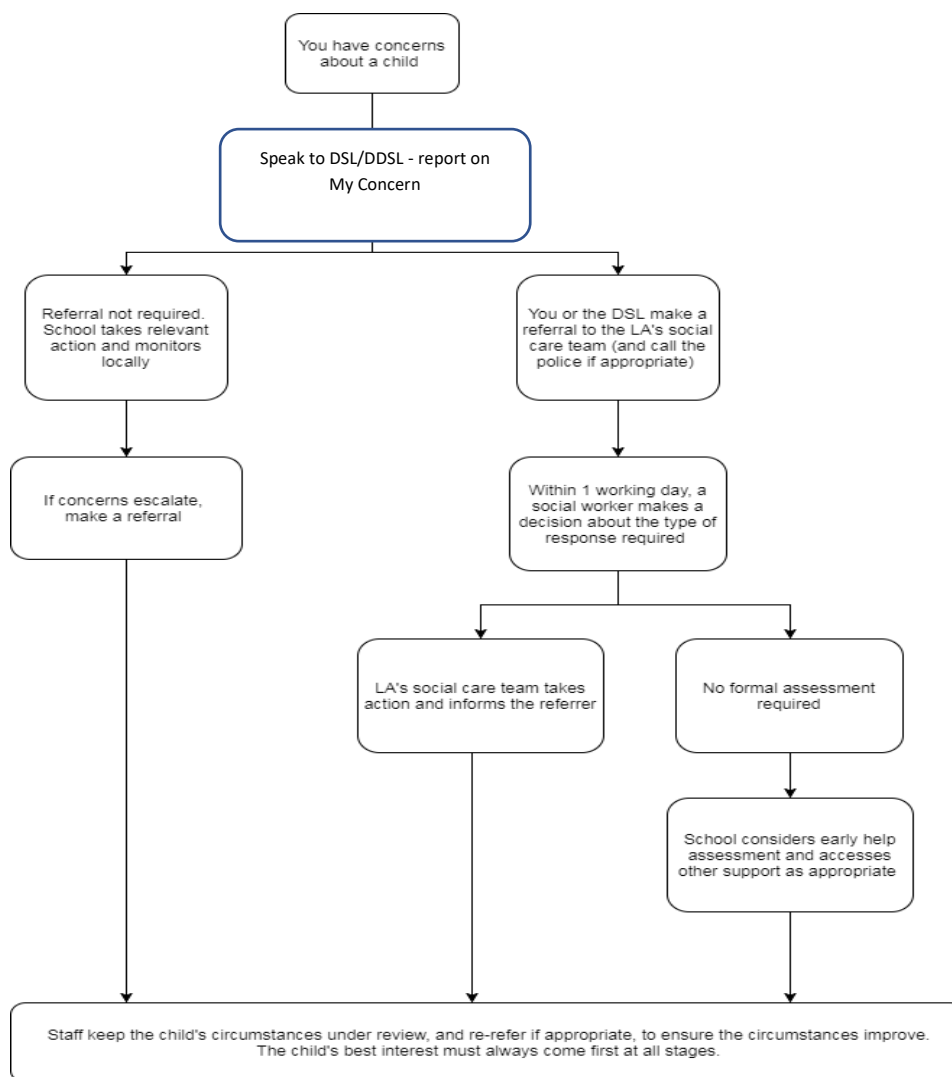 You have concerns
about a child
Speak to DSL/DDSL - report on
My Concern
Referral not required.
School takes relevant
action and monitors
locally
You or the DSL make a
referral to the LA's social
care team (and call the
police if appropriate)
If concerns escalate,
make a referral
Within 1 working day, a
social worker makes a
decision about the type of
response required
LA's social care team takes
action and informs the referrer
No formal assessment
required
School considers early help
assessment and accesses
other support as appropriate
Staff keep the child's circumstances under review, and re-refer if appropriate, to ensure the circumstances improve.
The child's best interest must always come first at all stages.